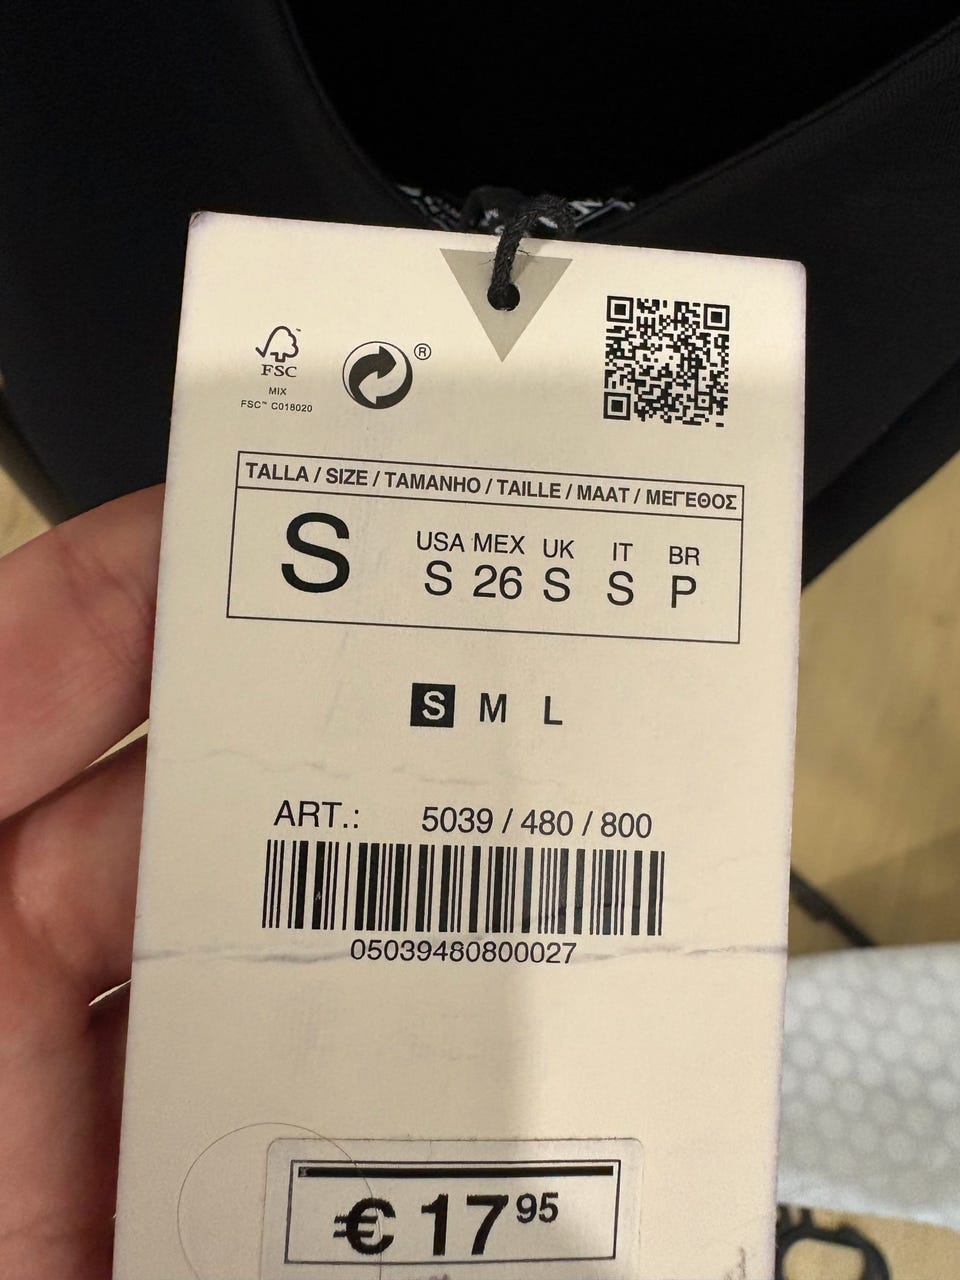 FSC™
MIX
FSC™ C018020
®
TALLA / SIZE / TAMANHO / TAILLE / MAAT / ΜΕΓΕΘΟΣ
S
USA MEX UK IT BR
S 26 S S P
S M L
ART.: 5039 / 480 / 800
05039480800027
€ 17 95